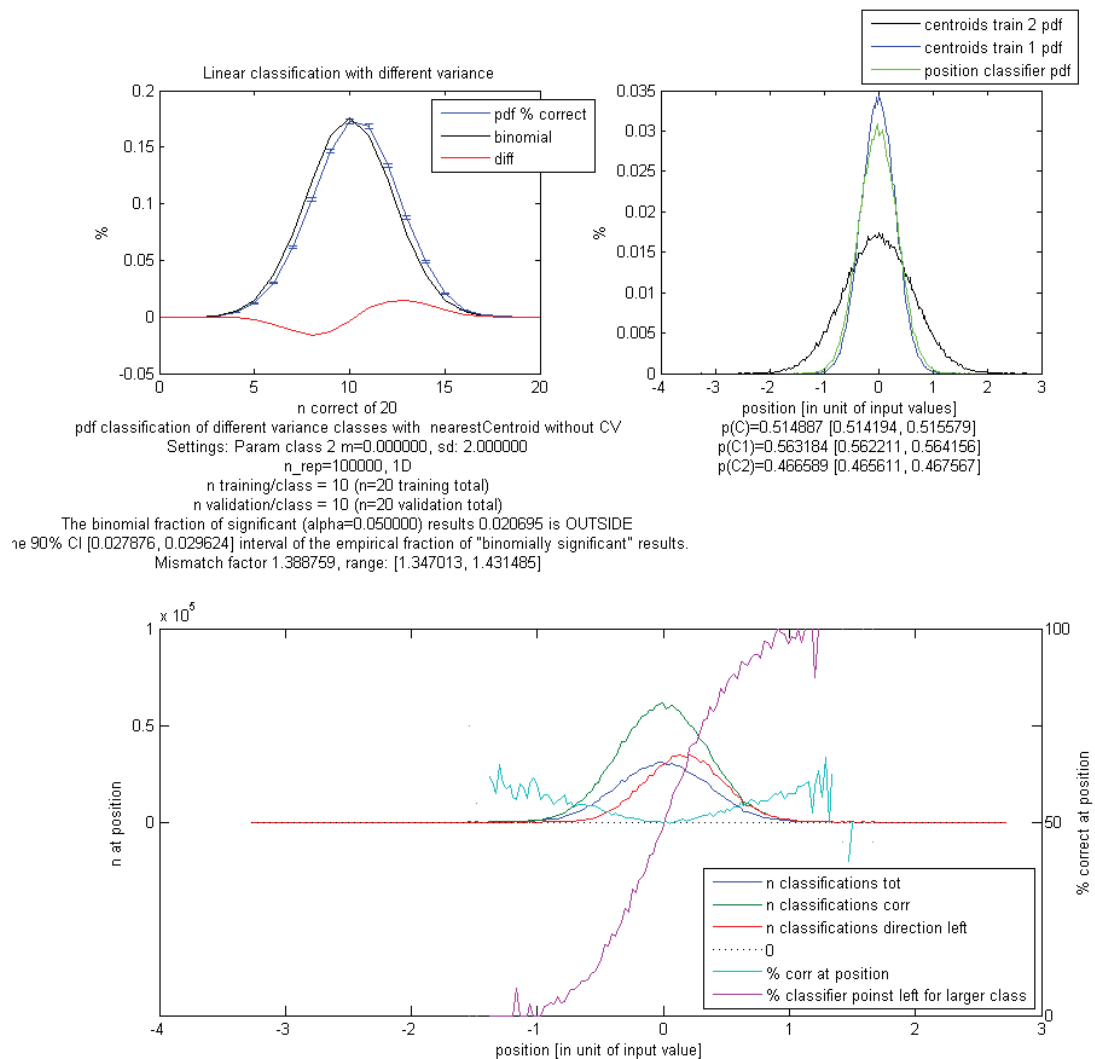 Linear classification with different variance
0.2
0.15
0.1
0.05
0
-0.05
%
0
5
10
15
20
n correct of 20
pdf % correct
binomial
diff
centroids train 2 pdf
centroids train 1 pdf
position classifier pdf
0.035
0.03
0.025
0.02
0.015
0.01
0.005
0
%
-4
-3
-2
-1
0
1
2
3
position [in unit of input values]
p(C)=0.514887 [0.514194, 0.515579]
p(C1)=0.563184 [0.562211, 0.564156]
p(C2)=0.466589 [0.465611, 0.467567]
pdf classification of different variance classes with nearestCentroid without CV
Settings: Param class 2 m=0.000000, sd: 2.000000
n_rep=100000, 1D
n training/class = 10 (n=20 training total)
n validation/class = 10 (n=20 validation total)
The binomial fraction of significant (alpha=0.050000) results 0.020695 is OUTSIDE
ne 90% CI [0.027876, 0.029624] interval of the empirical fraction of "binomially significant" results.
Mismatch factor 1.388759, range: [1.347013, 1.431485]
x 10^5
1
0.5
0
n at position
100
50
0
% correct at position
n classifications tot
n classifications corr
n classifications direction left
0
% corr at position
% classifier poinst left for larger class
-4
-3
-2
-1
0
1
2
3
position [in unit of input value]